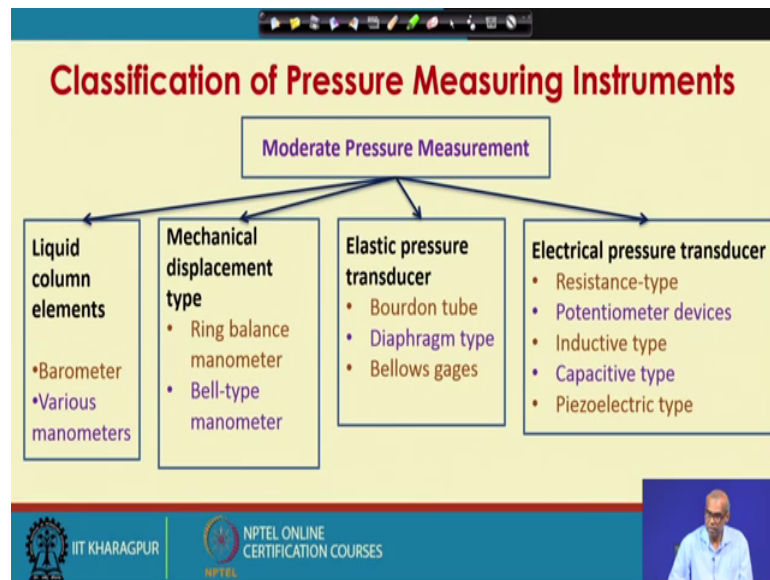 Classification of Pressure Measuring Instruments
Moderate Pressure Measurement
Liquid
column
elements
•Barometer
•Various
manometers
Mechanical
displacement
type
• Ring balance
manometer
• Bell-type
manometer
Elastic pressure
transducer
• Bourdon tube
• Diaphragm type
• Bellows gages
Electrical pressure transducer
• Resistance-type
• Potentiometer devices
• Inductive type
• Capacitive type
• Piezoelectric type
IIT KHARAGPUR
NPTEL
NPTEL ONLINE
CERTIFICATION COURSES